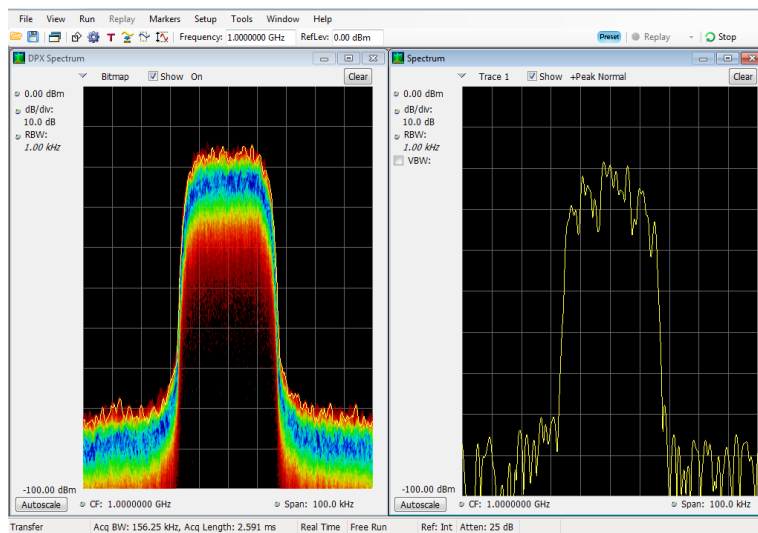 File View Run Replay Markers Setup Tools Window Help
T Frequency: 1.0000000 GHz RefLev: 0.00 dBm Preset Replay Stop
DPX Spectrum
Bitmap Show On Clear
0.00 dBm
dB/div:
10.0 dB
RBW:
1.00 kHz
-100.00 dBm
Autoscale CF: 1.0000000 GHz Span: 100.0 kHz
Spectrum
Trace 1 Show +Peak Normal Clear
0.00 dBm
dB/div:
10.0 dB
RBW:
1.00 kHz
VBW:
-100.00 dBm
Autoscale CF: 1.0000000 GHz Span: 100.0 kHz
Transfer Acq BW: 156.25 kHz, Acq Length: 2.591 ms Real Time Free Run Ref: Int Atten: 25 dB